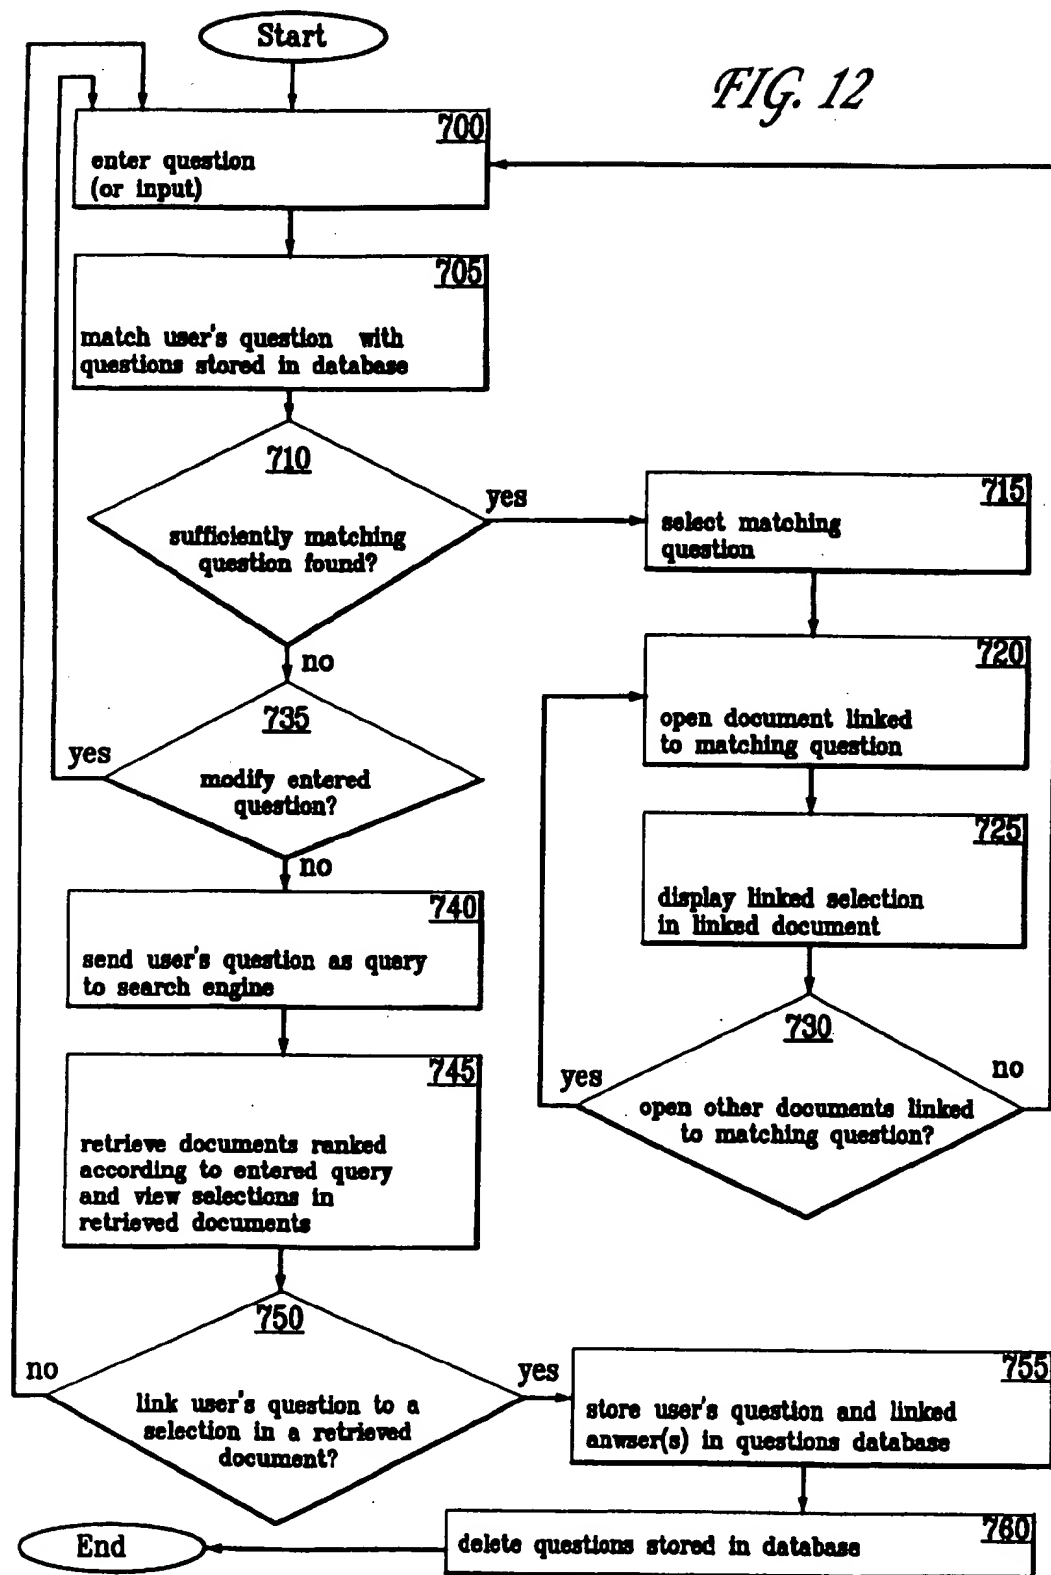 Start
FIG. 12
700
enter question
(or input)
705
match user's question with
questions stored in database
710
sufficiently matching
question found?
yes
715
select matching
question
no
720
open document linked
to matching question
735
modify entered
question?
yes
no
725
display linked selection
in linked document
740
send user's question as query
to search engine
730
open other documents linked
to matching question?
yes
no
745
retrieve documents ranked
according to entered query
and view selections in
retrieved documents
750
link user's question to a
selection in a retrieved
document?
no
yes
755
store user's question and linked
anwser(s) in questions database
760
delete questions stored in database
End